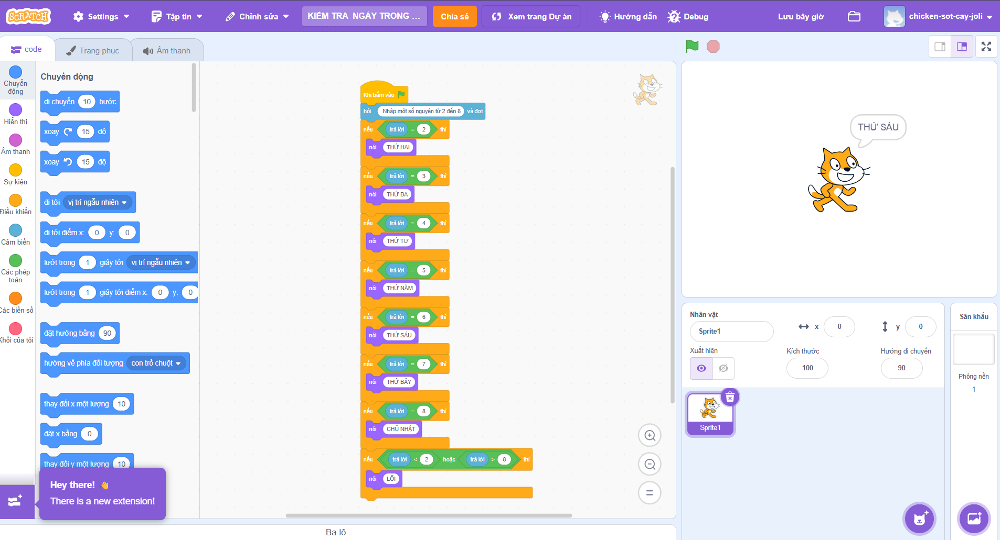 SCRATCH
Settings
Tập tin
Chỉnh sửa
KIỂM TRA NGÀY TRONG ...
Chia sẻ
Xem trang Dự án
Hướng dẫn
Debug
Lưu bây giờ
chicken-sot-cay-joli
code
Trang phục
Âm thanh
Chuyển động
Hiển thị
Âm thanh
Sự kiện
Điều khiển
Cảm biến
Các phép toán
Các biến số
Khối của tôi
Chuyển động
di chuyển 10 bước
xoay 15 độ
xoay 15 độ
đi tới vị trí ngẫu nhiên
đi tới điểm x: 0 y: 0
lướt trong 1 giây tới vị trí ngẫu nhiên
lướt trong 1 giây tới điểm x: 0 y: 0
đặt hướng bằng 90
hướng về phía đối tượng con trỏ chuột
thay đổi x một lượng 10
đặt x bằng 0
thay đổi y một lượng 10
Hey there! 👋
There is a new extension!
Khi bấm vào
hỏi Nhập một số nguyên từ 2 đến 8 và đợi
nếu trả lời = 2 thì
nói THỨ HAI
nếu trả lời = 3 thì
nói THỨ BA
nếu trả lời = 4 thì
nói THỨ TƯ
nếu trả lời = 5 thì
nói THỨ NĂM
nếu trả lời = 6 thì
nói THỨ SÁU
nếu trả lời = 7 thì
nói THỨ BẢY
nếu trả lời = 8 thì
nói CHỦ NHẬT
nếu trả lời < 2 hoặc trả lời > 8 thì
nói LỖI
Ba lô
THỨ SÁU
Nhân vật
Sprite1
x 0
y 0
Xuất hiện
Kích thước
100
Hướng di chuyển
90
Sprite1
Sân khấu
Phông nền
1